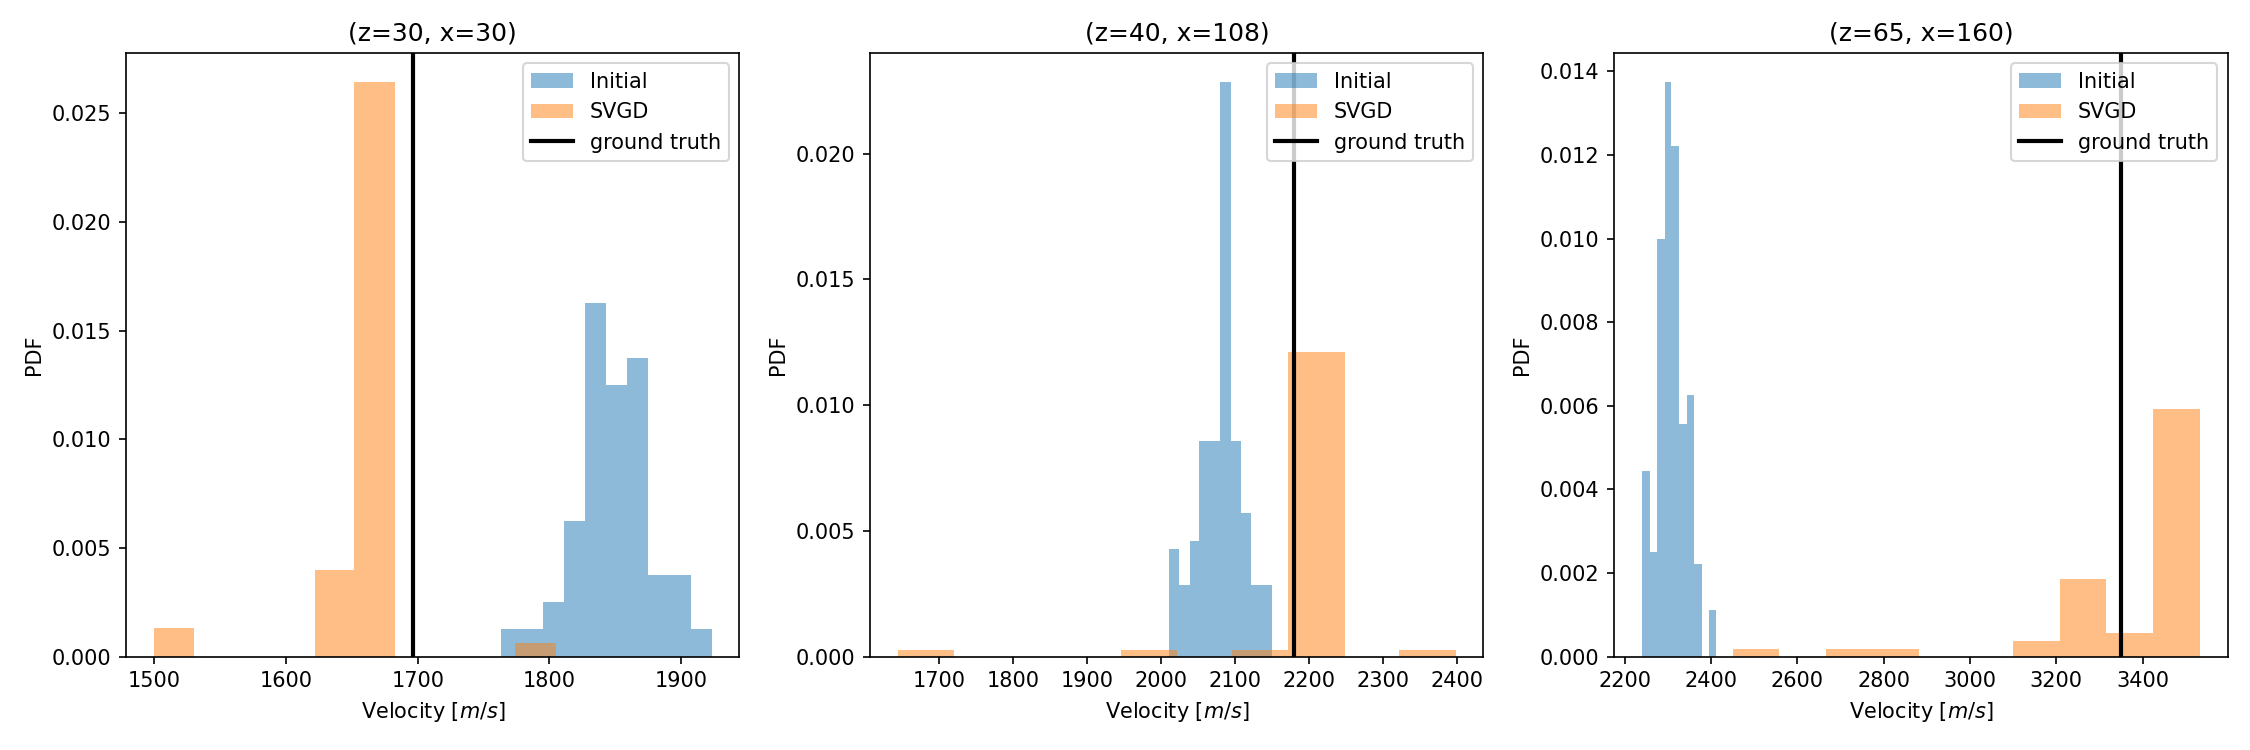 (z=30, x=30)
Initial
SVGD
ground truth
0.025
0.020
0.015
0.010
0.005
0.000
PDF
1500 1600 1700 1800 1900
Velocity [m/s]
(z=40, x=108)
Initial
SVGD
ground truth
0.020
0.015
0.010
0.005
0.000
PDF
1700 1800 1900 2000 2100 2200 2300 2400
Velocity [m/s]
(z=65, x=160)
Initial
SVGD
ground truth
0.014
0.012
0.010
0.008
0.006
0.004
0.002
0.000
PDF
2200 2400 2600 2800 3000 3200 3400
Velocity [m/s]